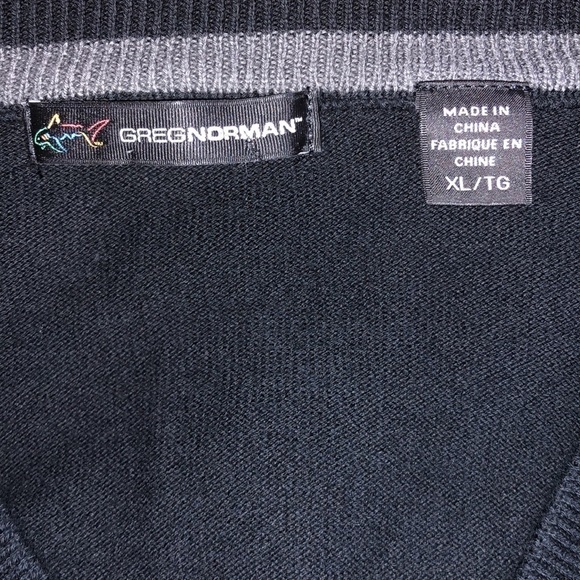 GREGNORMAN™
MADE IN
CHINA
FABRIQUE EN
CHINE
XL/TG